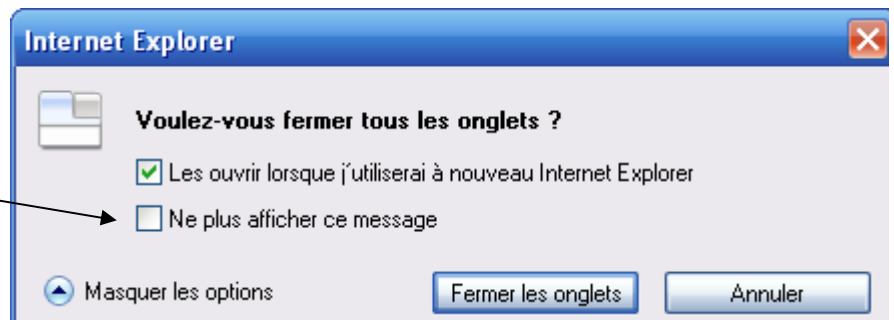 Internet Explorer
Voulez-vous fermer tous les onglets ?
Les ouvrir lorsque j'utiliserai à nouveau Internet Explorer
Ne plus afficher ce message
Masquer les options
Fermer les onglets
Annuler